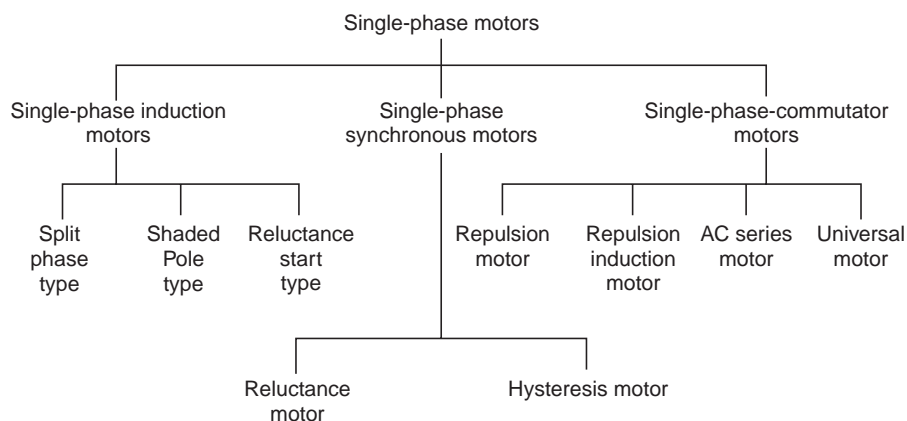 Single-phase motors
Single-phase induction
motors
Single-phase
synchronous motors
Single-phase-commutator
motors
Split
phase
type
Shaded
Pole
type
Reluctance
start
type
Repulsion
motor
Repulsion
induction
motor
AC series
motor
Universal
motor
Reluctance
motor
Hysteresis motor